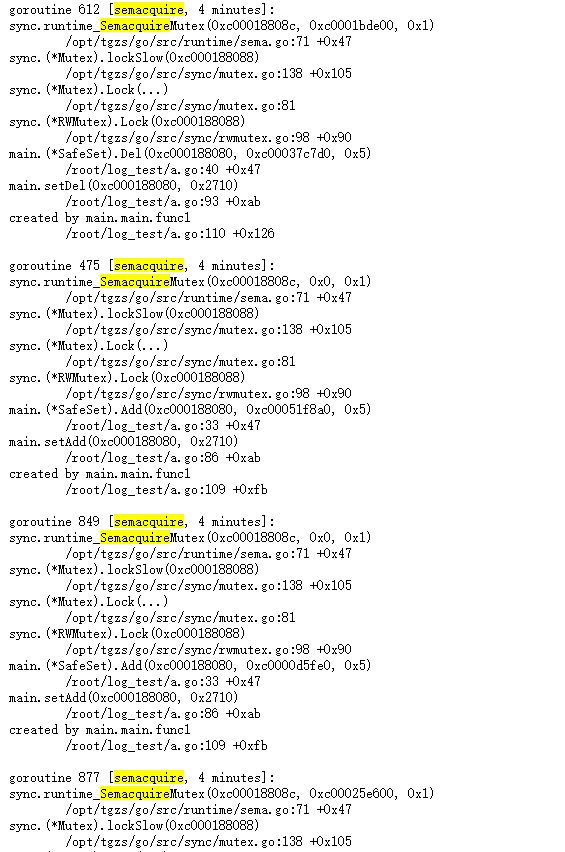 goroutine 612 [semacquire, 4 minutes]:
sync.runtime_SemacquireMutex(0xc00018808c, 0xc0001bde00, 0x1)
/opt/tgzs/go/src/runtime/sema.go:71 +0x47
sync.(*Mutex).lockSlow(0xc000188088)
/opt/tgzs/go/src/sync/mutex.go:138 +0x105
sync.(*Mutex).Lock(...)
/opt/tgzs/go/src/sync/mutex.go:81
sync.(*RWMutex).Lock(0xc000188088)
/opt/tgzs/go/src/sync/rwmutex.go:98 +0x90
main.(*SafeSet).Del(0xc000188080, 0xc00037c7d0, 0x5)
/root/log_test/a.go:40 +0x47
main.setDel(0xc000188080, 0x2710)
/root/log_test/a.go:93 +0xab
created by main.main.func1
/root/log_test/a.go:110 +0x126
goroutine 475 [semacquire, 4 minutes]:
sync.runtime_SemacquireMutex(0xc00018808c, 0x0, 0x1)
/opt/tgzs/go/src/runtime/sema.go:71 +0x47
sync.(*Mutex).lockSlow(0xc000188088)
/opt/tgzs/go/src/sync/mutex.go:138 +0x105
sync.(*Mutex).Lock(...)
/opt/tgzs/go/src/sync/mutex.go:81
sync.(*RWMutex).Lock(0xc000188088)
/opt/tgzs/go/src/sync/rwmutex.go:98 +0x90
main.(*SafeSet).Add(0xc000188080, 0xc00051f8a0, 0x5)
/root/log_test/a.go:33 +0x47
main.setAdd(0xc000188080, 0x2710)
/root/log_test/a.go:86 +0xab
created by main.main.func1
/root/log_test/a.go:109 +0xfb
goroutine 849 [semacquire, 4 minutes]:
sync.runtime_SemacquireMutex(0xc00018808c, 0x0, 0x1)
/opt/tgzs/go/src/runtime/sema.go:71 +0x47
sync.(*Mutex).lockSlow(0xc000188088)
/opt/tgzs/go/src/sync/mutex.go:138 +0x105
sync.(*Mutex).Lock(...)
/opt/tgzs/go/src/sync/mutex.go:81
sync.(*RWMutex).Lock(0xc000188088)
/opt/tgzs/go/src/sync/rwmutex.go:98 +0x90
main.(*SafeSet).Add(0xc000188080, 0xc0000d5fe0, 0x5)
/root/log_test/a.go:33 +0x47
main.setAdd(0xc000188080, 0x2710)
/root/log_test/a.go:86 +0xab
created by main.main.func1
/root/log_test/a.go:109 +0xfb
goroutine 877 [semacquire, 4 minutes]:
sync.runtime_SemacquireMutex(0xc00018808c, 0xc00025e600, 0x1)
/opt/tgzs/go/src/runtime/sema.go:71 +0x47
sync.(*Mutex).lockSlow(0xc000188088)
/opt/tgzs/go/src/sync/mutex.go:138 +0x105